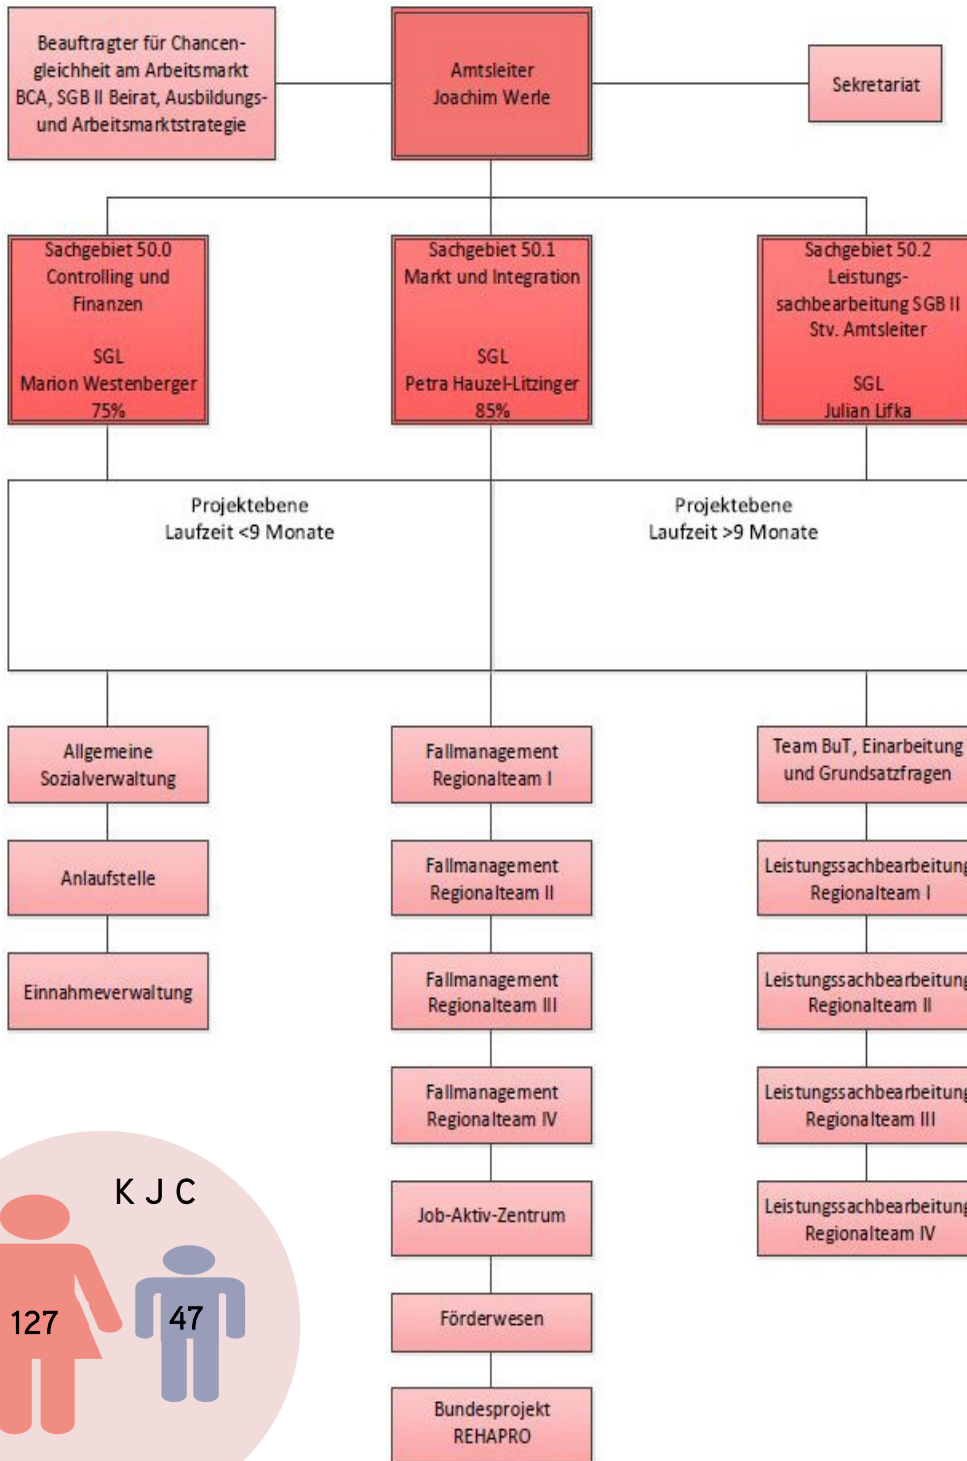 Beauftragter für Chancen-
gleichheit am Arbeitsmarkt
BCA, SGB II Beirat, Ausbildungs-
und Arbeitsmarktstrategie
Amtsleiter
Joachim Werle
Sekretariat
Sachgebiet 50.0
Controlling und
Finanzen
SGL
Marion Westenberger
75%
Sachgebiet 50.1
Markt und Integration
SGL
Petra Hauzel-Litzinger
85%
Sachgebiet 50.2
Leistungs-
sachbearbeitung SGB II
Stv. Amtsleiter
SGL
Julian Lifka
Projektebene
Laufzeit <9 Monate
Projektebene
Laufzeit >9 Monate
Allgemeine
Sozialverwaltung
Anlaufstelle
Einnahmeverwaltung
Fallmanagement
Regionalteam I
Fallmanagement
Regionalteam II
Fallmanagement
Regionalteam III
Fallmanagement
Regionalteam IV
Job-Aktiv-Zentrum
Förderwesen
Bundesprojekt
REHAPRO
Team BuT, Einarbeitung
und Grundsatzfragen
Leistungssachbearbeitung
Regionalteam I
Leistungssachbearbeitung
Regionalteam II
Leistungssachbearbeitung
Regionalteam III
Leistungssachbearbeitung
Regionalteam IV
K J C
127
47